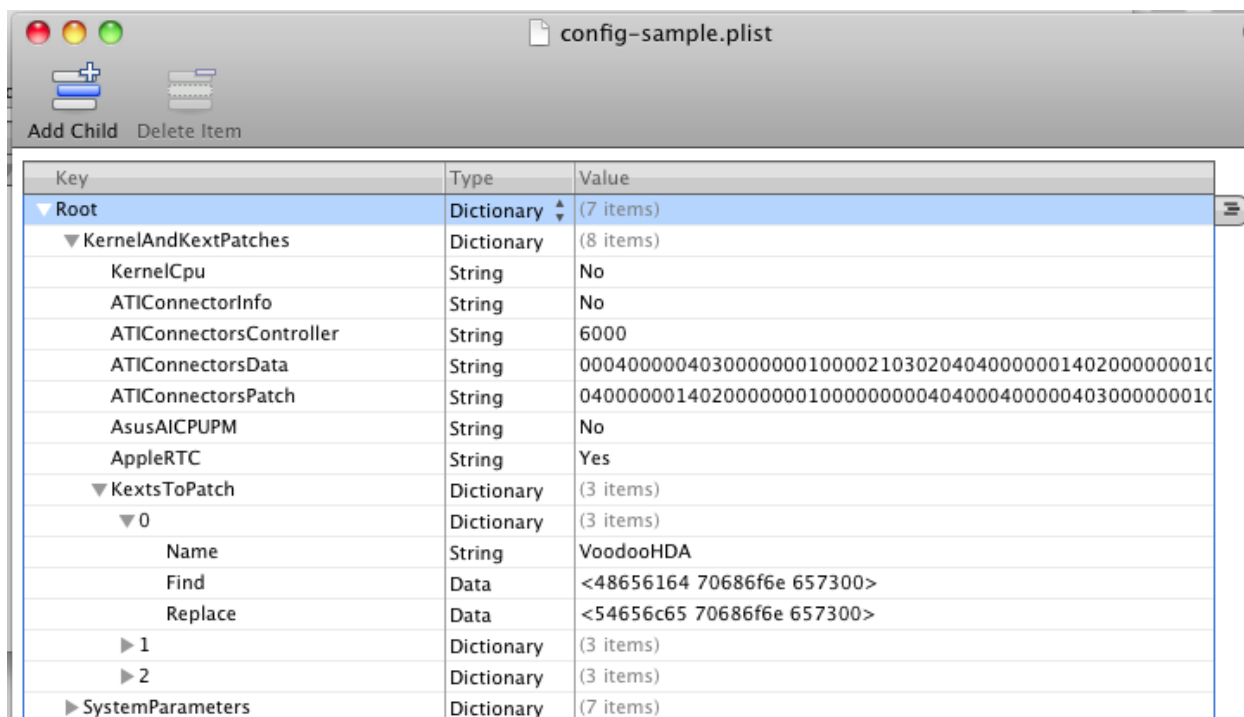 config-sample.plist
Add Child Delete Item
Key Type Value
Root Dictionary (7 items)
KernelAndKextPatches Dictionary (8 items)
KernelCpu String No
ATIConnectorInfo String No
ATIConnectorsController String 6000
ATIConnectorsData String 000400000403000000010000210302040400000014020000000010
ATIConnectorsPatch String 040000001402000000010000000004040004000004030000000010
AsusAICPUPM String No
AppleRTC String Yes
KextsToPatch Dictionary (3 items)
0 Dictionary (3 items)
Name String VoodooHDA
Find Data <48656164 70686f6e 657300>
Replace Data <54656c65 70686f6e 657300>
1 Dictionary (3 items)
2 Dictionary (3 items)
SystemParameters Dictionary (7 items)